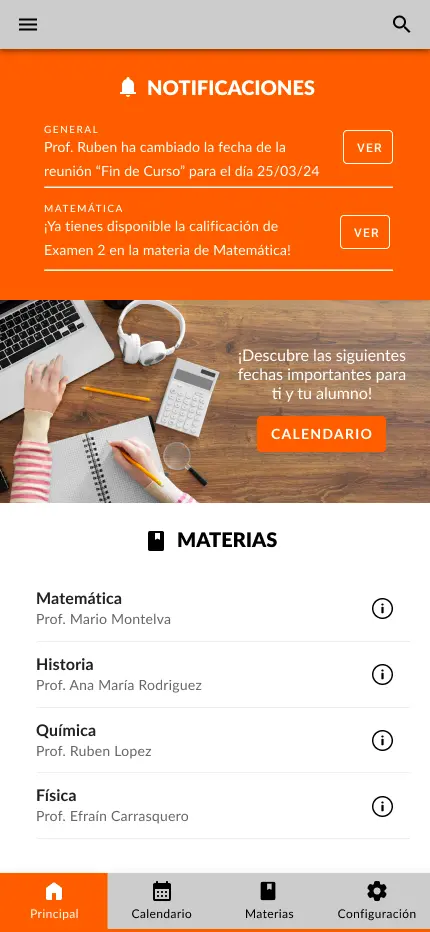 NOTIFICACIONES
GENERAL
Prof. Ruben ha cambiado la fecha de la
reunión “Fin de Curso” para el día 25/03/24
VER
MATEMÁTICA
¡Ya tienes disponible la calificación de
Examen 2 en la materia de Matemática!
VER
¡Descubre las siguientes
fechas importantes para
ti y tu alumno!
CALENDARIO
MATERIAS
Matemática
Prof. Mario Montelva
Historia
Prof. Ana María Rodriguez
Química
Prof. Ruben Lopez
Física
Prof. Efraín Carrasquero
Principal
Calendario
Materias
Configuración